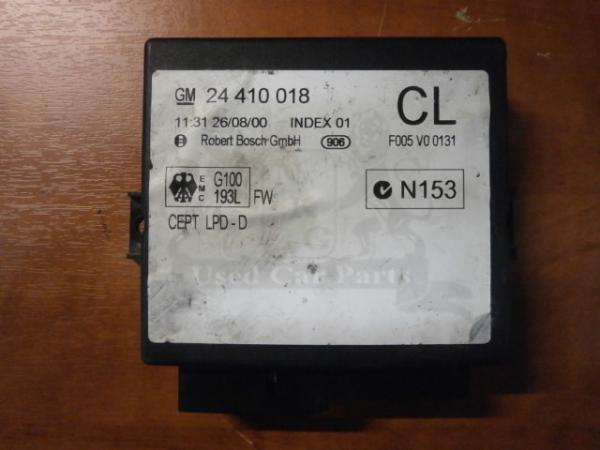 GM 24 410 018 CL
11:31 26/08/00 INDEX 01
Robert Bosch GmbH 906 F005 V0 0131
EMC G100 193L FW
N153
CEPT LPD-D
Used Car Parts